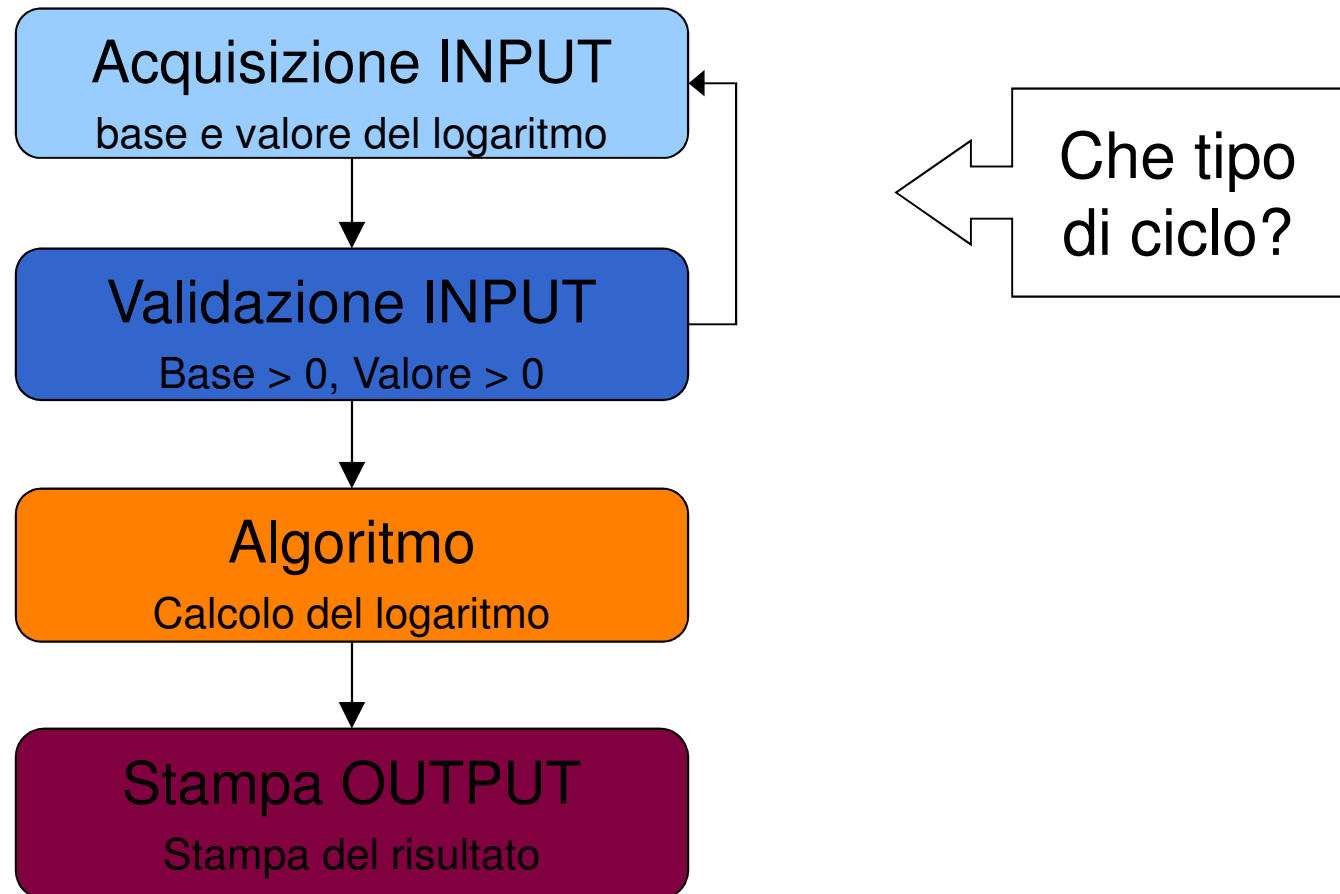 Acquisizione INPUT
base e valore del logaritmo
Validazione INPUT
Base > 0, Valore > 0
Algoritmo
Calcolo del logaritmo
Stampa OUTPUT
Stampa del risultato
Che tipo
di ciclo?